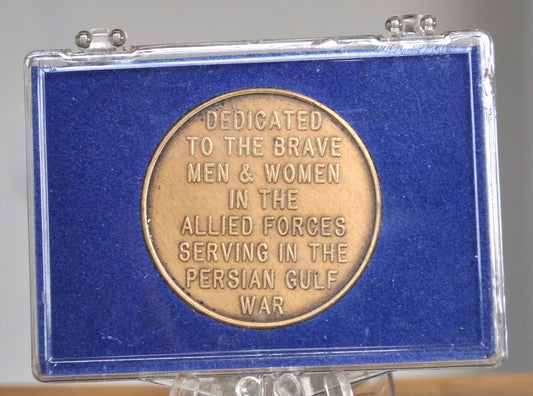 DEDICATED
TO THE BRAVE
MEN & WOMEN
IN THE
ALLIED FORCES
SERVING IN THE
PERSIAN GULF
WAR